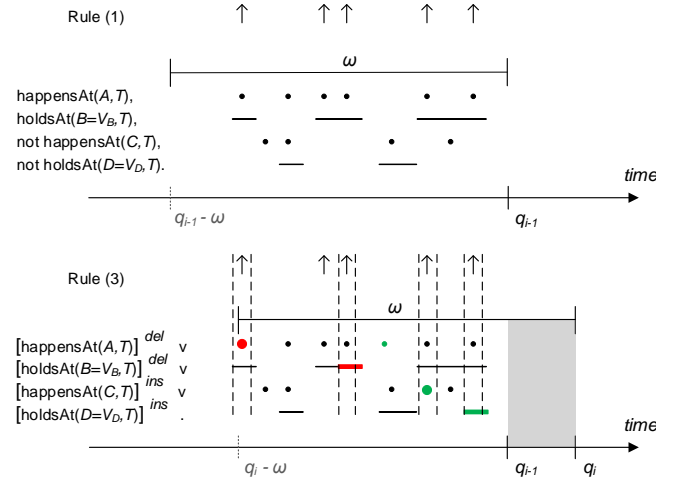 Rule (1)
ω
happensAt(A,T),
holdsAt(B=V_B,T),
not happensAt(C,T),
not holdsAt(D=V_D,T).
time
q_{i-1} - ω
q_{i-1}
Rule (3)
ω
[happensAt(A,T)]^{del} v
[holdsAt(B=V_B,T)]^{del} v
[happensAt(C,T)]^{ins} v
[holdsAt(D=V_D,T)]^{ins} .
time
q_i - ω
q_{i-1}
q_i